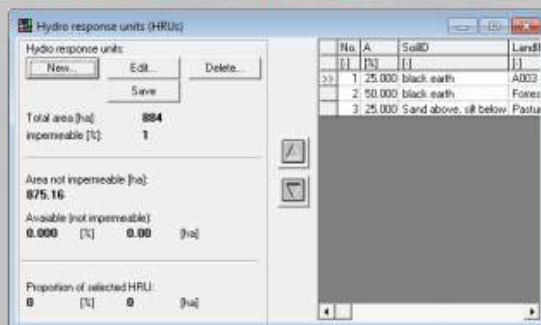 Hydro response units (HRUs)
Hydro response units
New... Edit... Delete...
Save
Total area [ha]: 884
impermeable [%]: 1
Area not impermeable [ha]:
875.16
Avaiable (not impermeable):
0.000 [%] 0.00 [ha]
Proportion of selected HRU:
0 [%] 0 [ha]
No. A SoilID
[-] [%] [-] [-]
>> 1 25.000 black earth A003
2 50.000 black earth
3 25.000 Sand above, silt below Pastur